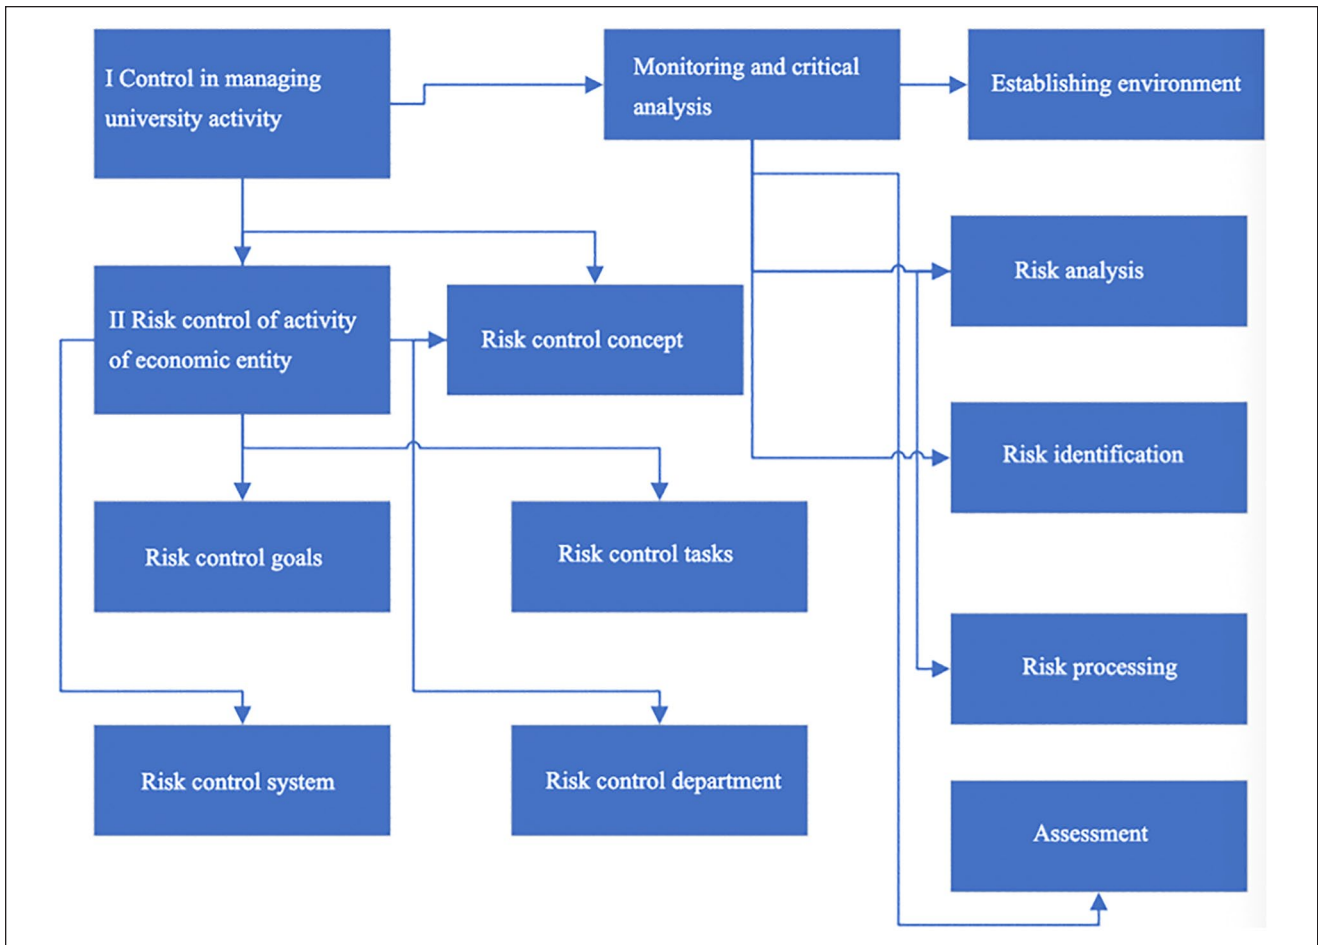 I Control in managing
university activity
Monitoring and critical
analysis
Establishing environment
Risk analysis
II Risk control of activity
of economic entity
Risk control concept
Risk identification
Risk control goals
Risk control tasks
Risk processing
Risk control system
Risk control department
Assessment